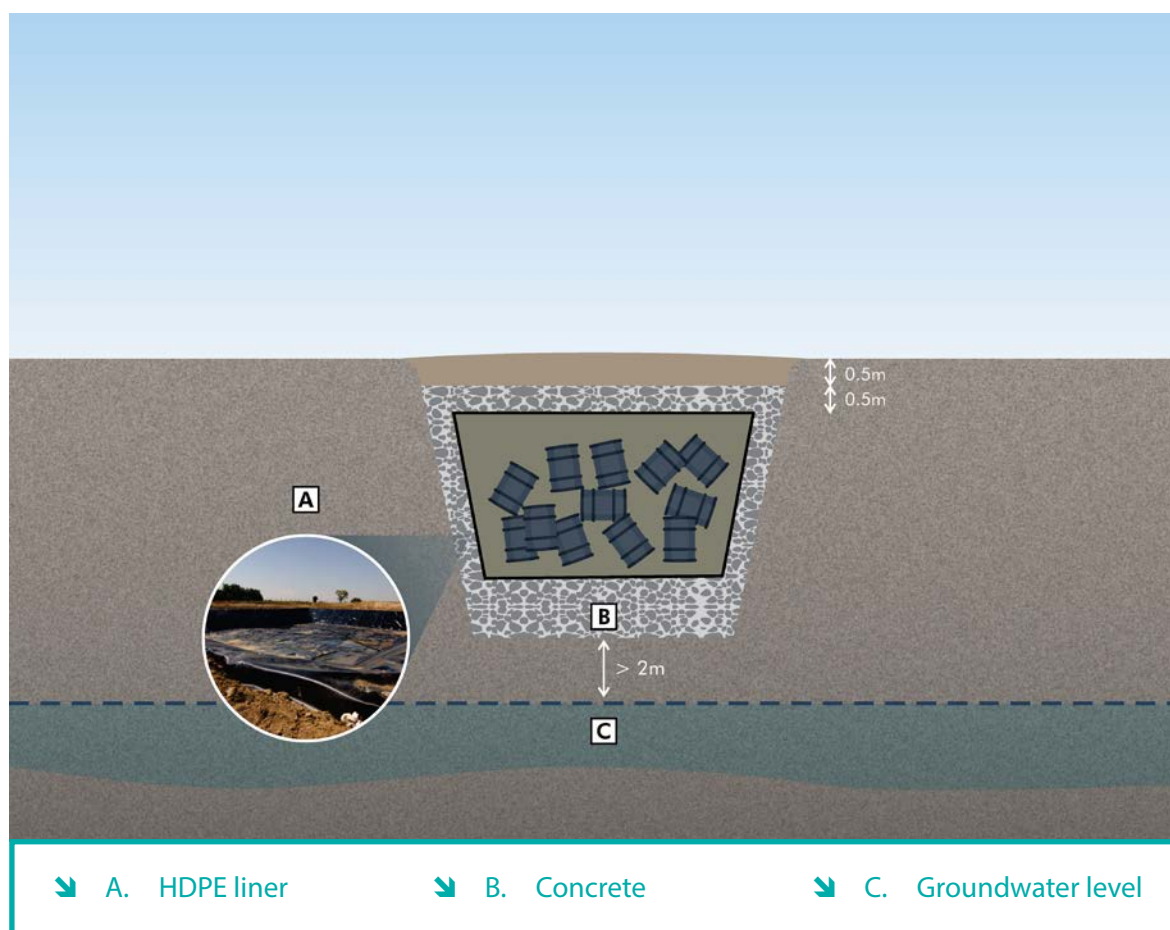 0.5m
0.5m
A
B
> 2m
C
A. HDPE liner
B. Concrete
C. Groundwater level